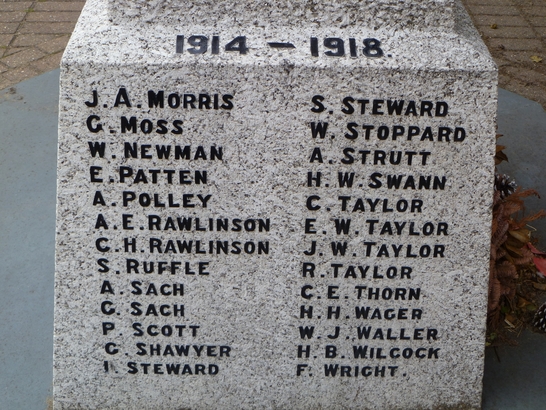 1914 – 1918.
J. A. MORRIS
G. MOSS
W. NEWMAN
E. PATTEN
A. POLLEY
A. E. RAWLINSON
C. H. RAWLINSON
S. RUFFLE
A. SACH
G. SACH
P. SCOTT
G. SHAWYER
I. STEWARD
S. STEWARD
W. STOPPARD
A. STRUTT
H. W. SWANN
C. TAYLOR
E. W. TAYLOR
J. W. TAYLOR
R. TAYLOR
C. E. THORN
H. H. WAGER
W. J. WALLER
H. B. WILCOCK
F. WRIGHT.